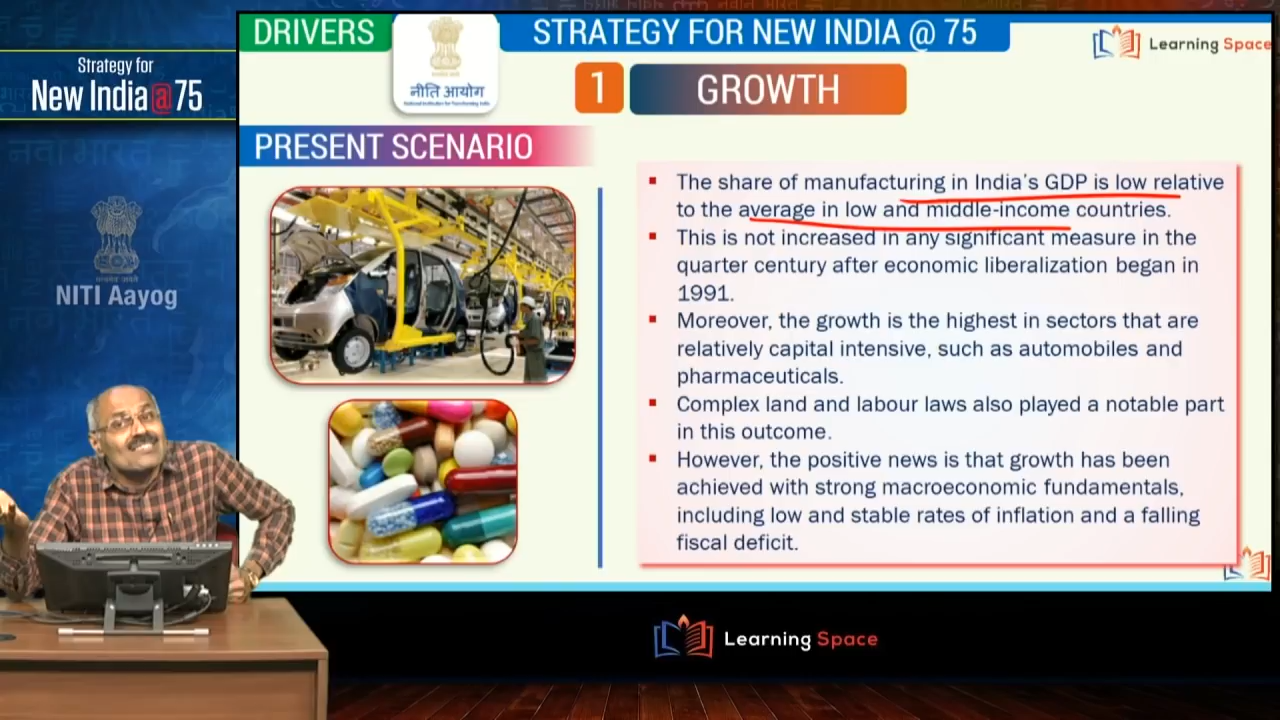 DRIVERS
STRATEGY FOR NEW INDIA @ 75
Learning Space
नीति आयोग
National Institution for Transforming India
1
GROWTH
Strategy for
New India@75
PRESENT SCENARIO
NITI Aayog
▪ The share of manufacturing in India's GDP is low relative
to the average in low and middle-income countries.
▪ This is not increased in any significant measure in the
quarter century after economic liberalization began in
1991.
▪ Moreover, the growth is the highest in sectors that are
relatively capital intensive, such as automobiles and
pharmaceuticals.
▪ Complex land and labour laws also played a notable part
in this outcome.
▪ However, the positive news is that growth has been
achieved with strong macroeconomic fundamentals,
including low and stable rates of inflation and a falling
fiscal deficit.
Learning Space